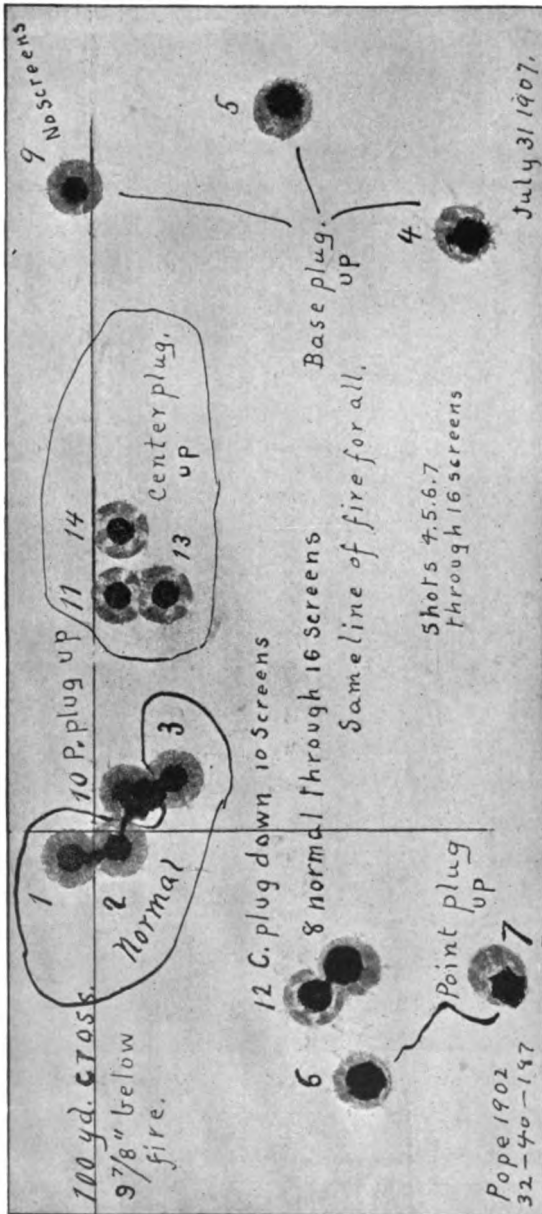 1
9 No screens
100 yd. cross.
10 P. plug up
11
14
2
9 7/8" below
fire.
Normal
3
13
Center plug.
up
5
12 C. plug down 10 screens
6
8 normal through 16 screens
Base plug.
up
Same line of fire for all.
4
Shots 4.5.6.7
through 16 screens
Point plug
up
7
Pope 1902
32-40-187
July 31 1907.